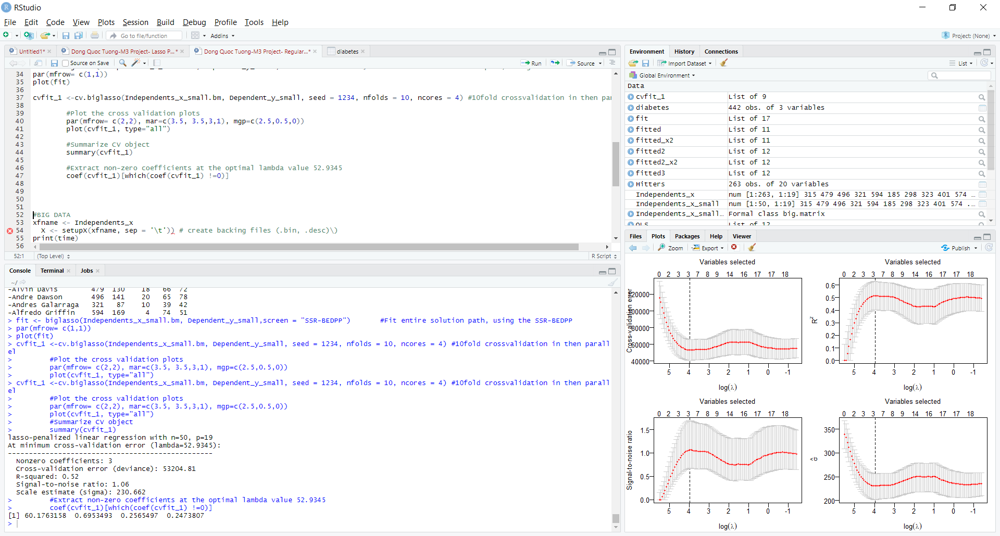 RStudio
File Edit Code View Plots Session Build Debug Profile Tools Help
Go to file/function Addins Project: (None)
Untitled1* Dong Quoc Tuong-M3 Project- Lasso P...* Dong Quoc Tuong-M3 Project- Regular...* diabetes
Source on Save Run Source
34 par(mfrow= c(1,1))
35 plot(fit)
36
37 cvfit_1 <-cv.biglasso(Independents_x_small.bm, Dependent_y_small, seed = 1234, nfolds = 10, ncores = 4) #10fold crossvalidation in then par
38
39 #Plot the cross validation plots
40 par(mfrow= c(2,2), mar=c(3.5, 3.5,3,1), mgp=c(2.5,0.5,0))
41 plot(cvfit_1, type="all")
42
43 #Summarize CV object
44 summary(cvfit_1)
45
46 #Extract non-zero coefficients at the optimal lambda value 52.9345
47 coef(cvfit_1)[which(coef(cvfit_1) !=0)]
48
49
50
51
52 #BIG DATA
53 xfname <- Independents_x
54 X <- setupX(xfname, sep = '\t')) # create backing files (.bin, .desc)\)
55 print(time)
56
52:1 (Top Level) R Script
Console Terminal Jobs
~/
-Alvin Davis 479 130 18 66 72
-Andre Dawson 496 141 20 65 78
-Andres Galarraga 321 87 10 39 42
-Alfredo Griffin 594 169 4 74 51
> fit <- biglasso(Independents_x_small.bm, Dependent_y_small,screen = "SSR-BEDPP") #Fit entire solution path, using the SSR-BEDPP
> par(mfrow= c(1,1))
> plot(fit)
> cvfit_1 <-cv.biglasso(Independents_x_small.bm, Dependent_y_small, seed = 1234, nfolds = 10, ncores = 4) #10fold crossvalidation in then parall
el
> #Plot the cross validation plots
> par(mfrow= c(2,2), mar=c(3.5, 3.5,3,1), mgp=c(2.5,0.5,0))
> plot(cvfit_1, type="all")
> cvfit_1 <-cv.biglasso(Independents_x_small.bm, Dependent_y_small, seed = 1234, nfolds = 10, ncores = 4) #10fold crossvalidation in then parall
el
> #Plot the cross validation plots
> par(mfrow= c(2,2), mar=c(3.5, 3.5,3,1), mgp=c(2.5,0.5,0))
> plot(cvfit_1, type="all")
> #Summarize CV object
> summary(cvfit_1)
lasso-penalized linear regression with n=50, p=19
At minimum cross-validation error (lambda=52.9345):
-------------------------------------------------
Nonzero coefficients: 3
Cross-validation error (deviance): 53204.81
R-squared: 0.52
Signal-to-noise ratio: 1.06
Scale estimate (sigma): 230.662
> #Extract non-zero coefficients at the optimal lambda value 52.9345
> coef(cvfit_1)[which(coef(cvfit_1) !=0)]
[1] 60.1763158 0.6953493 0.2565497 0.2473807
>
Environment History Connections
Import Dataset List
Global Environment
Data
cvfit_1 List of 9
diabetes 442 obs. of 3 variables
fit List of 17
fitted List of 11
fitted_x2 List of 11
fitted2 List of 12
fitted2_x2 List of 12
fitted3 List of 12
Hitters 263 obs. of 20 variables
Independents_x num [1:263, 1:19] 315 479 496 321 594 185 298 323 401 574 ...
Independents_x_small num [1:50, 1:19] 315 479 496 321 594 185 298 323 401 574 ...
Independents_x_small… Formal class big.matrix
OLS List of 12
Files Plots Packages Help Viewer
Zoom Export Publish
Variables selected
0 2 3 3 7 8 9 14 16 17 17 18
Cross-validation error
120000
100000
80000
60000
40000
5 4 3 2 1 0 -1
log(λ)
Variables selected
0 2 3 3 7 8 9 14 16 17 17 18
R²
0.6
0.5
0.4
0.3
0.2
0.1
0.0
5 4 3 2 1 0 -1
log(λ)
Variables selected
0 2 3 3 7 8 9 14 16 17 17 18
Signal-to-noise ratio
1.5
1.0
0.5
0.0
5 4 3 2 1 0 -1
log(λ)
Variables selected
0 2 3 3 7 8 9 14 16 17 17 18
σ̂
350
300
250
200
5 4 3 2 1 0 -1
log(λ)